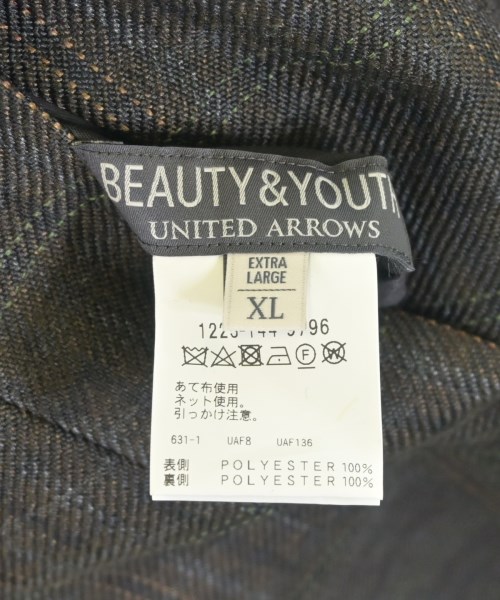 BEAUTY&YOUTH
UNITED ARROWS
EXTRA
LARGE
XL
あて布使用
ネット使用。
引っかけ注意。
631-1 UAF8 UAF136
表側 POLYESTER 100%
裏側 POLYESTER 100%